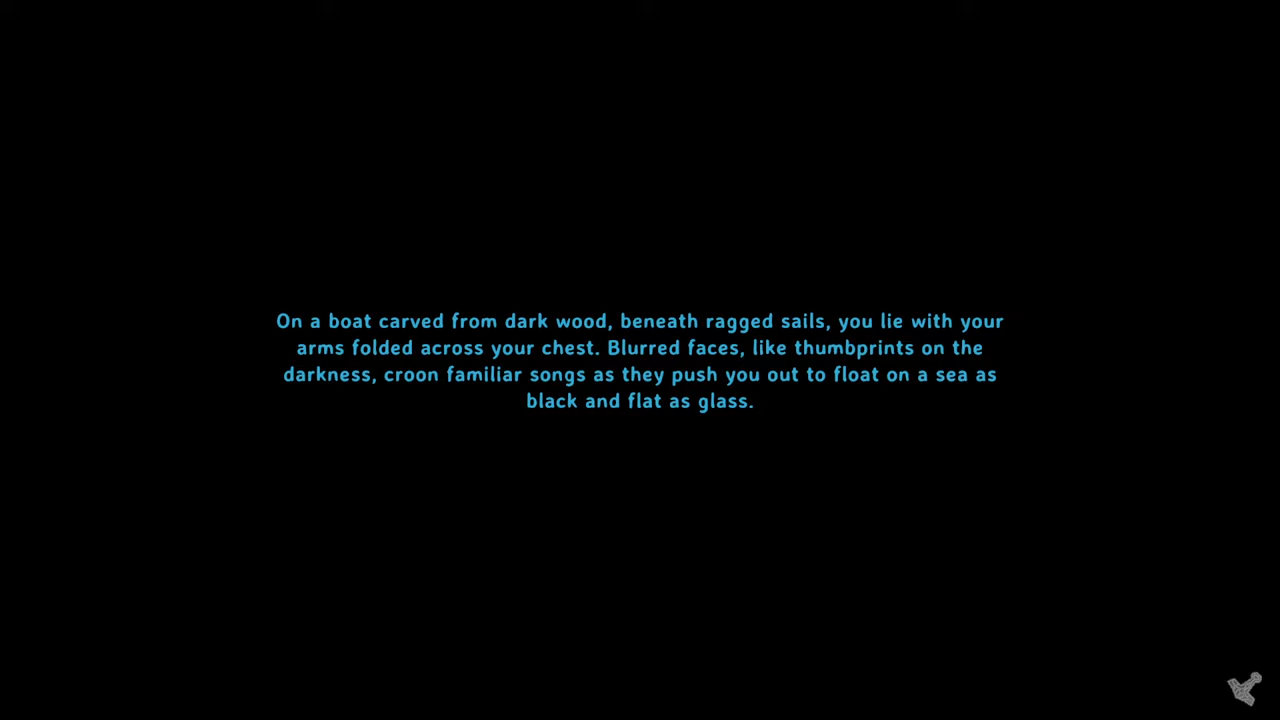 On a boat carved from dark wood, beneath ragged sails, you lie with your
arms folded across your chest. Blurred faces, like thumbprints on the
darkness, croon familiar songs as they push you out to float on a sea as
black and flat as glass.